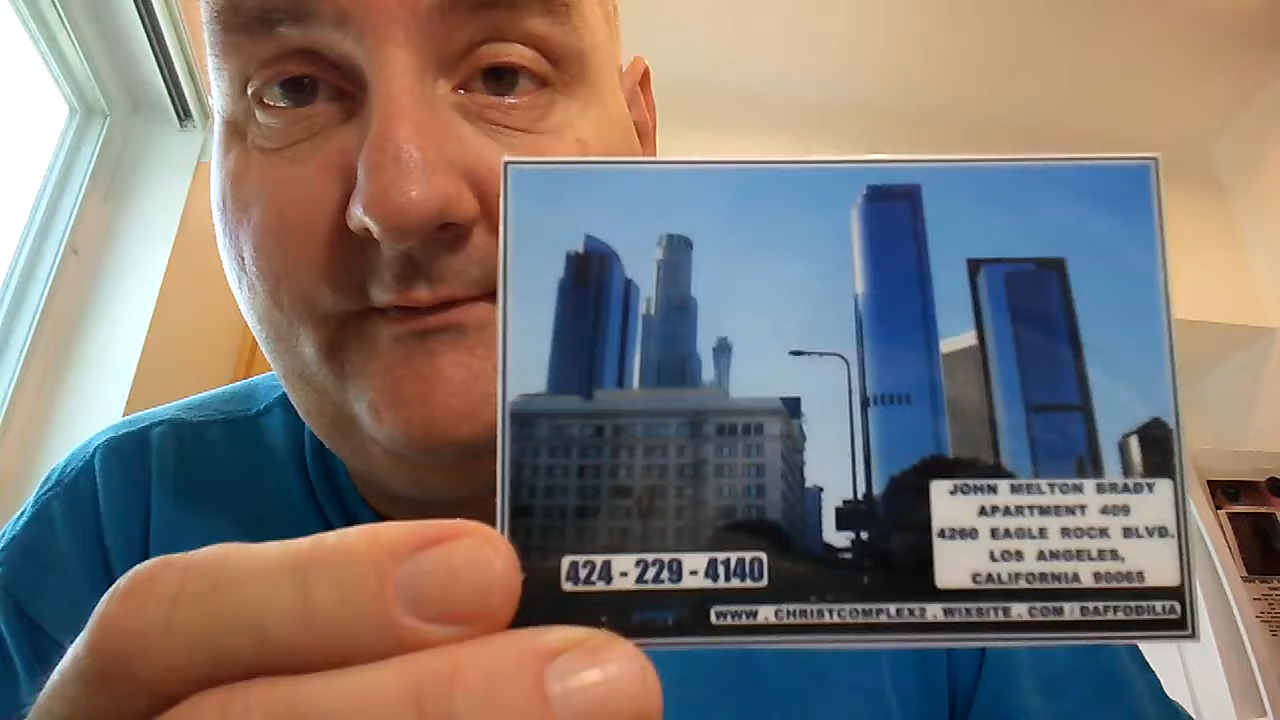 JOHN MELTON BRADY
APARTMENT 409
4260 EAGLE ROCK BLVD.
LOS ANGELES,
CALIFORNIA 90065
424 - 229 - 4140
WWW . CHRISTCOMPLEX2 . WIXSITE . COM / DAFFODILIA